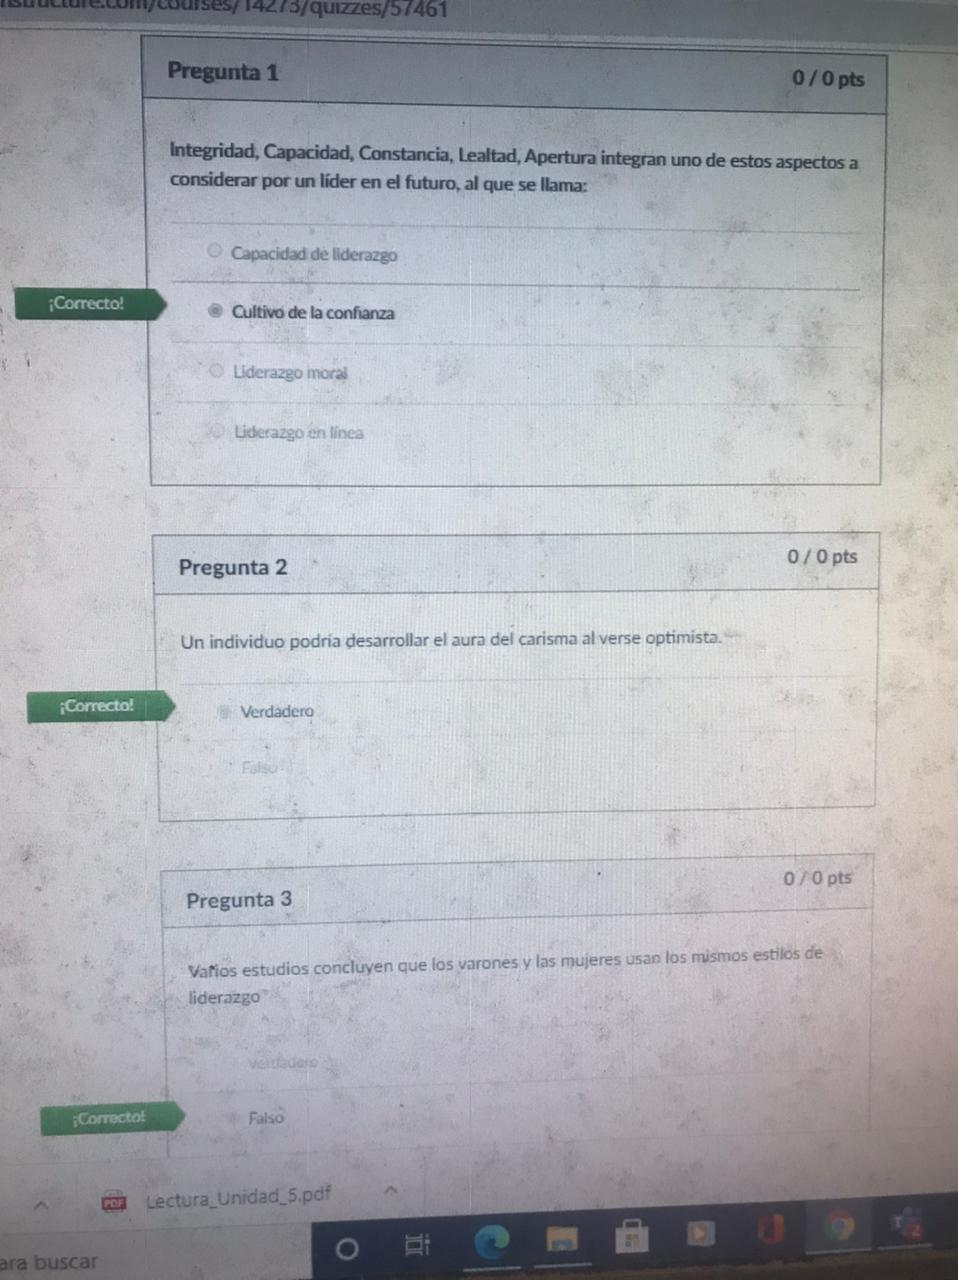 nstructure.com/courses/14273/quizzes/57461
Pregunta 1
0 / 0 pts
Integridad, Capacidad, Constancia, Lealtad, Apertura integran uno de estos aspectos a
considerar por un líder en el futuro, al que se llama:
Capacidad de liderazgo
¡Correcto!
Cultivo de la confianza
Liderazgo moral
Liderazgo en línea
Pregunta 2
0 / 0 pts
Un individuo podría desarrollar el aura del carisma al verse optimista.
¡Correcto!
Verdadero
Falso
Pregunta 3
0 / 0 pts
Varios estudios concluyen que los varones y las mujeres usan los mismos estilos de
liderazgo
Verdadero
¡Correcto!
Falso
PDF
Lectura_Unidad_5.pdf
ara buscar